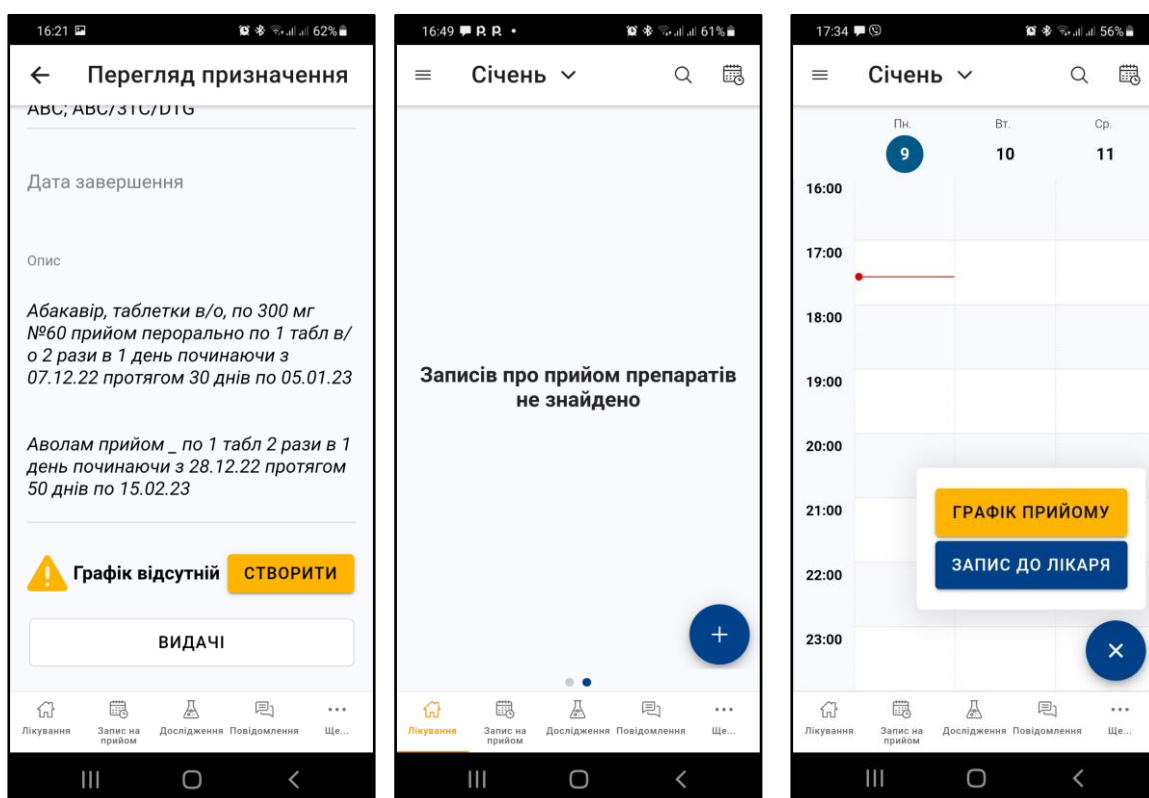 16:21 62%
Перегляд призначення
ABC; ABC/3TC/DTG
Дата завершення
Опис
Абакавір, таблетки в/о, по 300 мг
№60 прийом перорально по 1 табл в/
о 2 рази в 1 день починаючи з
07.12.22 протягом 30 днів по 05.01.23
Аволам прийом _ по 1 табл 2 рази в 1
день починаючи з 28.12.22 протягом
50 днів по 15.02.23
Графік відсутній СТВОРИТИ
ВИДАЧІ
Лікування Запис на прийом Дослідження Повідомлення Ще...
16:49 61%
Січень
Записів про прийом препаратів
не знайдено
+
Лікування Запис на прийом Дослідження Повідомлення Ще...
17:34 56%
Січень
Пн. Вт. Ср.
9 10 11
16:00
17:00
18:00
19:00
20:00
21:00
22:00
23:00
ГРАФІК ПРИЙОМУ
ЗАПИС ДО ЛІКАРЯ
Лікування Запис на прийом Дослідження Повідомлення Ще...